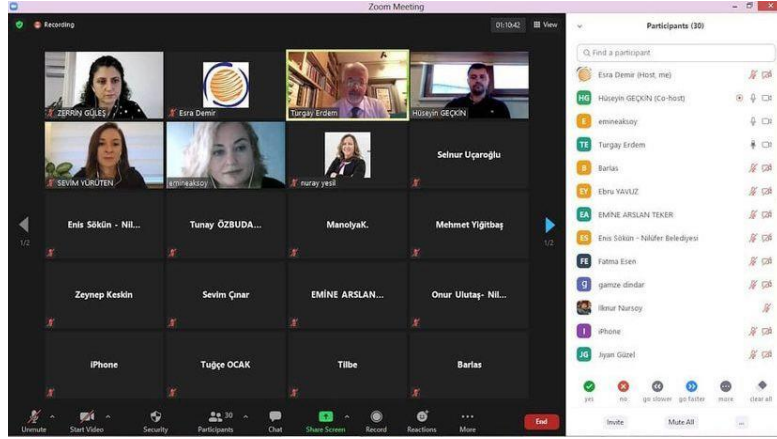 Zoom Meeting
Recording
01:10:42
View
ZERRİN GÜLEŞ
Esra Demir
Turgay Erdem
Hüseyin GEÇKİN
SEVİM YÜRÜTEN
emineaksoy
nuray yesil
Selnur Uçaroğlu
Enis Sökün - Nil...
Tunay ÖZBUDA...
ManolyaK.
Mehmet Yiğitbaş
1/2
1/2
Zeynep Keskin
Sevim Çınar
EMİNE ARSLAN...
Onur Ulutaş- Nil...
iPhone
Tuğçe OCAK
Tilbe
Barlas
Unmute
Start Video
Security
30
Participants
Chat
Share Screen
Record
Reactions
More
End
Participants (30)
Find a participant
Esra Demir (Host, me)
HG Hüseyin GEÇKİN (Co-host)
E emineaksoy
TE Turgay Erdem
B Barlas
EY Ebru YAVUZ
EA EMİNE ARSLAN TEKER
ES Enis Sökün - Nilüfer Belediyesi
FE Fatma Esen
g gamze dindar
Ilknur Nursoy
I iPhone
JG Jiyan Güzel
yes
no
go slower
go faster
more
clear all
Invite
Mute All
...